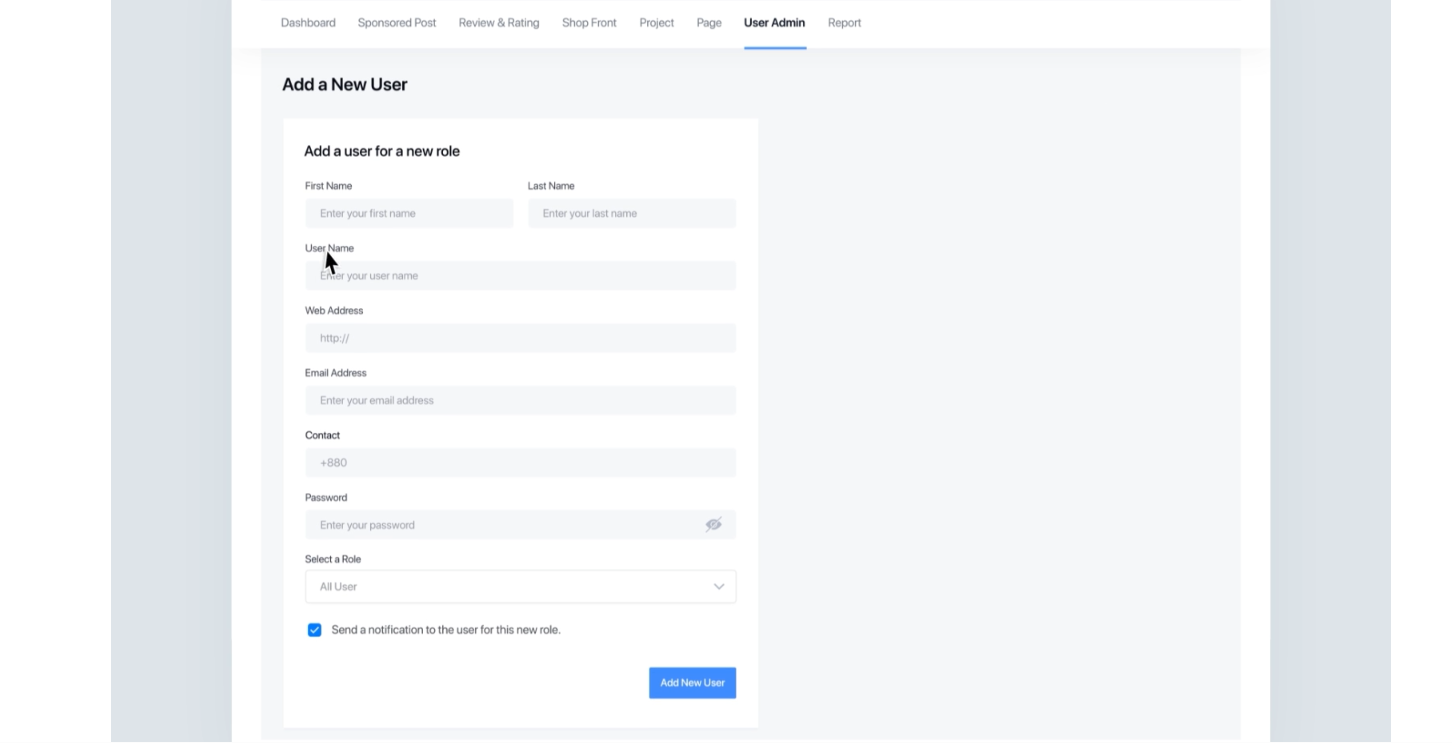 Dashboard Sponsored Post Review & Rating Shop Front Project Page User Admin Report
Add a New User
Add a user for a new role
First Name Last Name
Enter your first name Enter your last name
User Name
Enter your user name
Web Address
http://
Email Address
Enter your email address
Contact
+880
Password
Enter your password
Select a Role
All User
Send a notification to the user for this new role.
Add New User